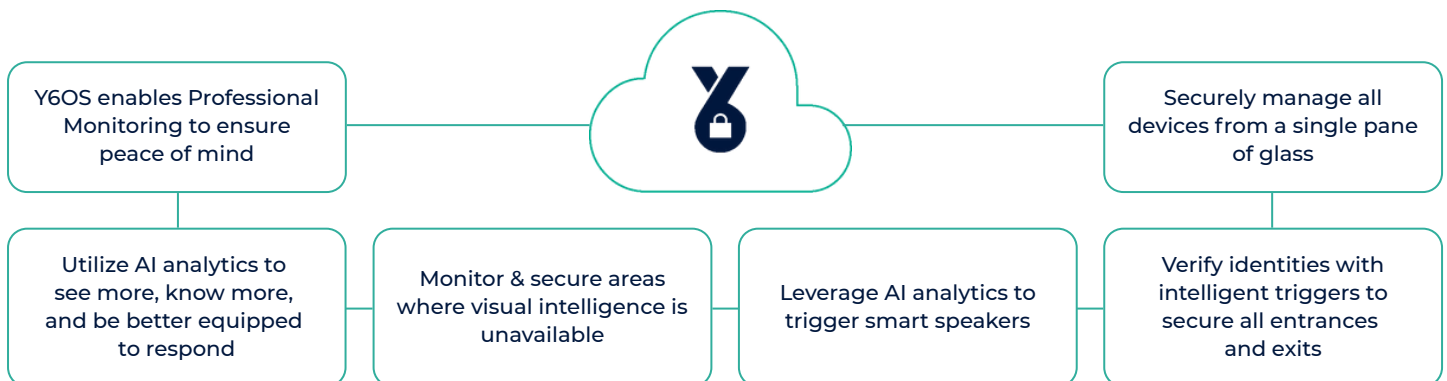 Y6OS enables Professional
Monitoring to ensure
peace of mind
Y6
Securely manage all
devices from a single pane
of glass
Utilize AI analytics to
see more, know more,
and be better equipped
to respond
Monitor & secure areas
where visual intelligence is
unavailable
Leverage AI analytics to
trigger smart speakers
Verify identities with
intelligent triggers to
secure all entrances
and exits